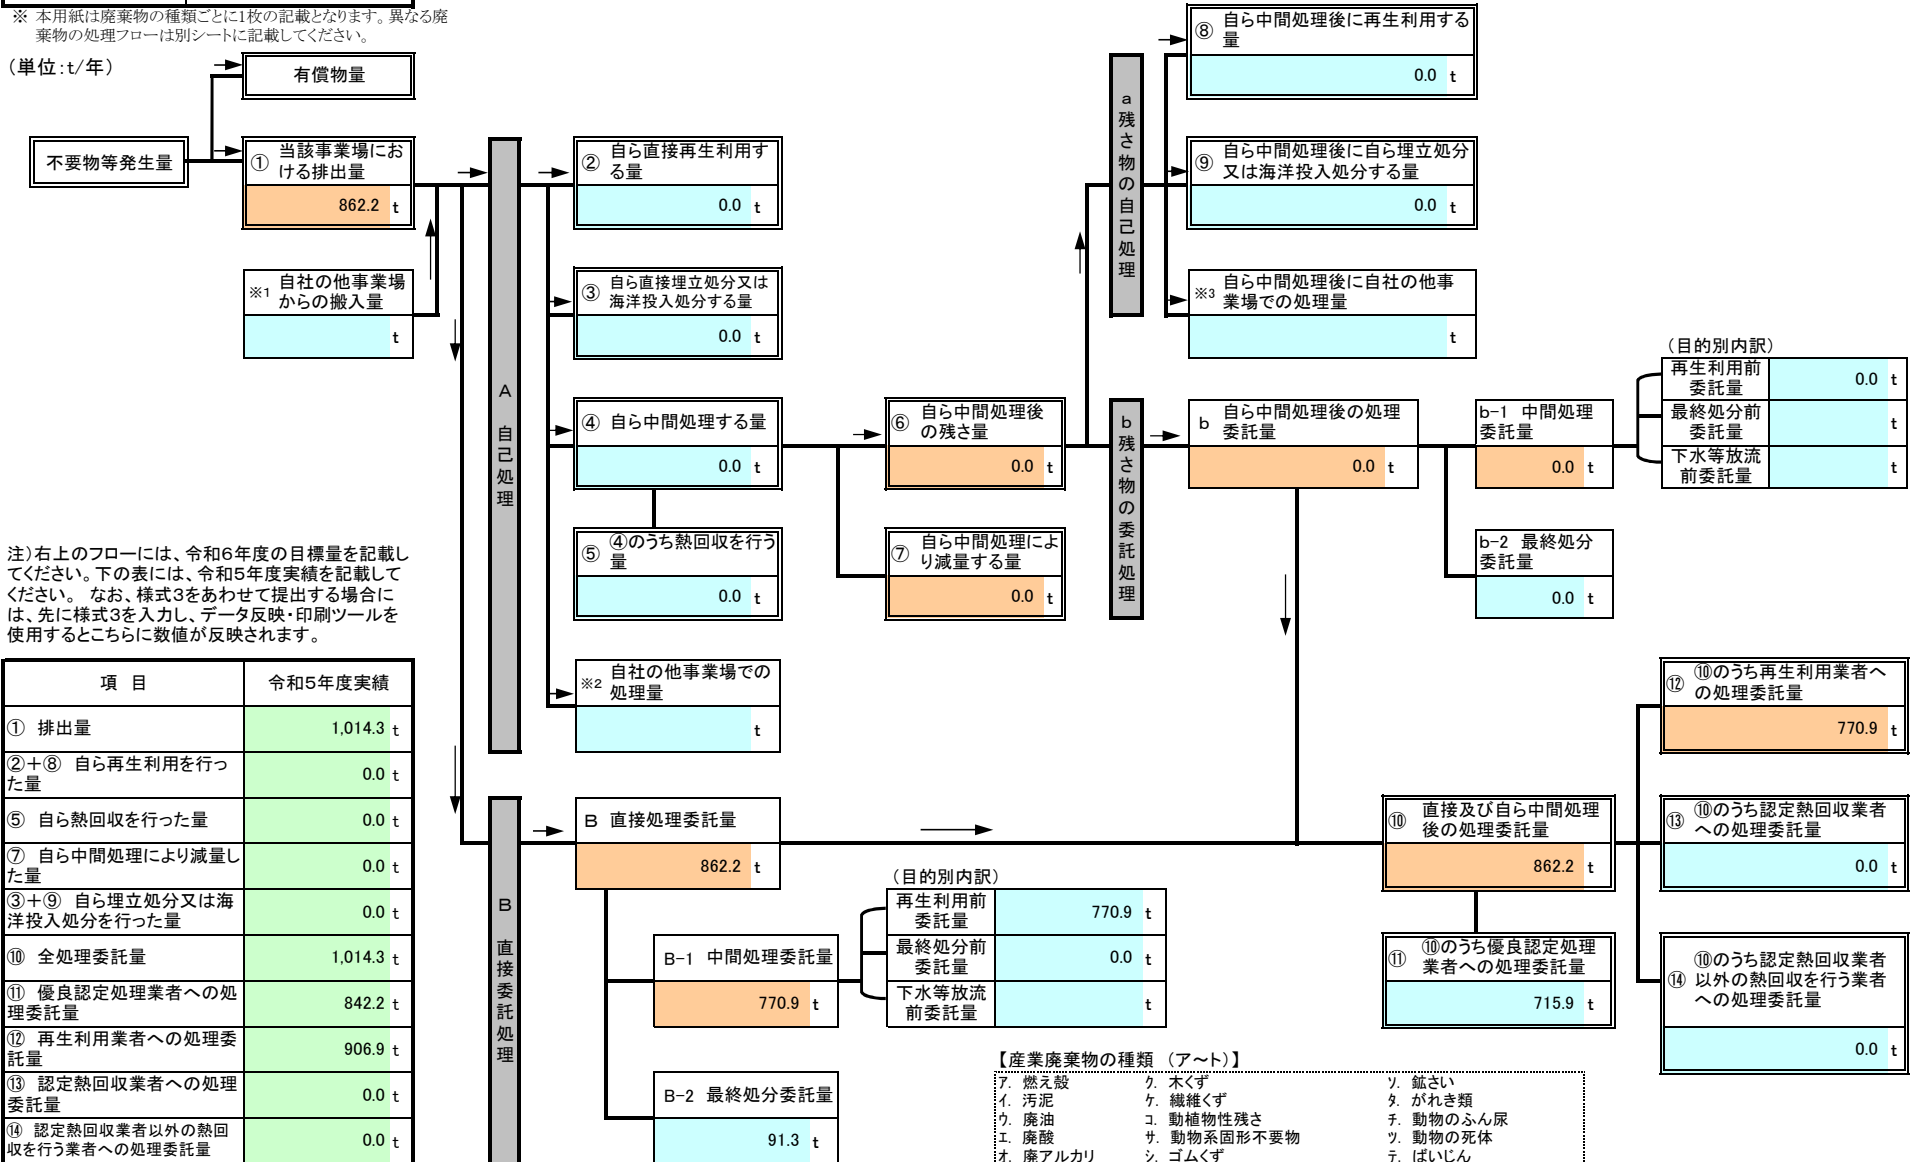 ※ 本用紙は廃棄物の種類ごとに1枚の記載となります。異なる廃
棄物の処理フローは別シートに記載してください。
（単位：t/年）
有償物量
不要物等発生量
① 当該事業場にお
ける排出量
862.2 t
※1 自社の他事業場
からの搬入量
t
A 自己処理
② 自ら直接再生利用す
る量
0.0 t
③ 自ら直接埋立処分又は
海洋投入処分する量
0.0 t
④ 自ら中間処理する量
0.0 t
⑤ ④のうち熱回収を行う
量
0.0 t
※2 自社の他事業場での
処理量
t
⑥ 自ら中間処理後
の残さ量
0.0 t
⑦ 自ら中間処理によ
り減量する量
0.0 t
a 残さ物の自己処理
⑧ 自ら中間処理後に再生利用する
量
0.0 t
⑨ 自ら中間処理後に自ら埋立処分
又は海洋投入処分する量
0.0 t
※3 自ら中間処理後に自社の他事
業場での処理量
t
b 残さ物の委託処理
b 自ら中間処理後の処理
委託量
0.0 t
b-1 中間処理
委託量
0.0 t
b-2 最終処分
委託量
0.0 t
（目的別内訳）
再生利用前
委託量
0.0 t
最終処分前
委託量
t
下水等放流
前委託量
t
注）右上のフローには、令和6年度の目標量を記載し
てください。下の表には、令和5年度実績を記載して
ください。 なお、様式3をあわせて提出する場合に
は、先に様式3を入力し、データ反映・印刷ツールを
使用するとこちらに数値が反映されます。
項 目 令和5年度実績
① 排出量 1,014.3 t
②＋⑧ 自ら再生利用を行っ
た量
0.0 t
⑤ 自ら熱回収を行った量 0.0 t
⑦ 自ら中間処理により減量し
た量
0.0 t
③＋⑨ 自ら埋立処分又は海
洋投入処分を行った量
0.0 t
⑩ 全処理委託量 1,014.3 t
⑪ 優良認定処理業者への処
理委託量
842.2 t
⑫ 再生利用業者への処理委
託量
906.9 t
⑬ 認定熱回収業者への処理
委託量
0.0 t
⑭ 認定熱回収業者以外の熱回
収を行う業者への処理委託量
0.0 t
B 直接委託処理
B 直接処理委託量
862.2 t
B-1 中間処理委託量
770.9 t
B-2 最終処分委託量
91.3 t
（目的別内訳）
再生利用前
委託量
770.9 t
最終処分前
委託量
0.0 t
下水等放流
前委託量
t
⑩ 直接及び自ら中間処理
後の処理委託量
862.2 t
⑪ ⑩のうち優良認定処理
業者への処理委託量
715.9 t
⑫ ⑩のうち再生利用業者へ
の処理委託量
770.9 t
⑬ ⑩のうち認定熱回収業者
への処理委託量
0.0 t
⑭ ⑩のうち認定熱回収業者
以外の熱回収を行う業者
への処理委託量
0.0 t
【産業廃棄物の種類 （ア～ト）】
ア. 燃え殻 ク. 木くず ソ. 鉱さい
イ. 汚泥 ケ. 繊維くず タ. がれき類
ウ. 廃油 コ. 動植物性残さ チ. 動物のふん尿
エ. 廃酸 サ. 動物系固形不要物 ツ. 動物の死体
オ. 廃アルカリ シ. ゴムくず テ. ばいじん